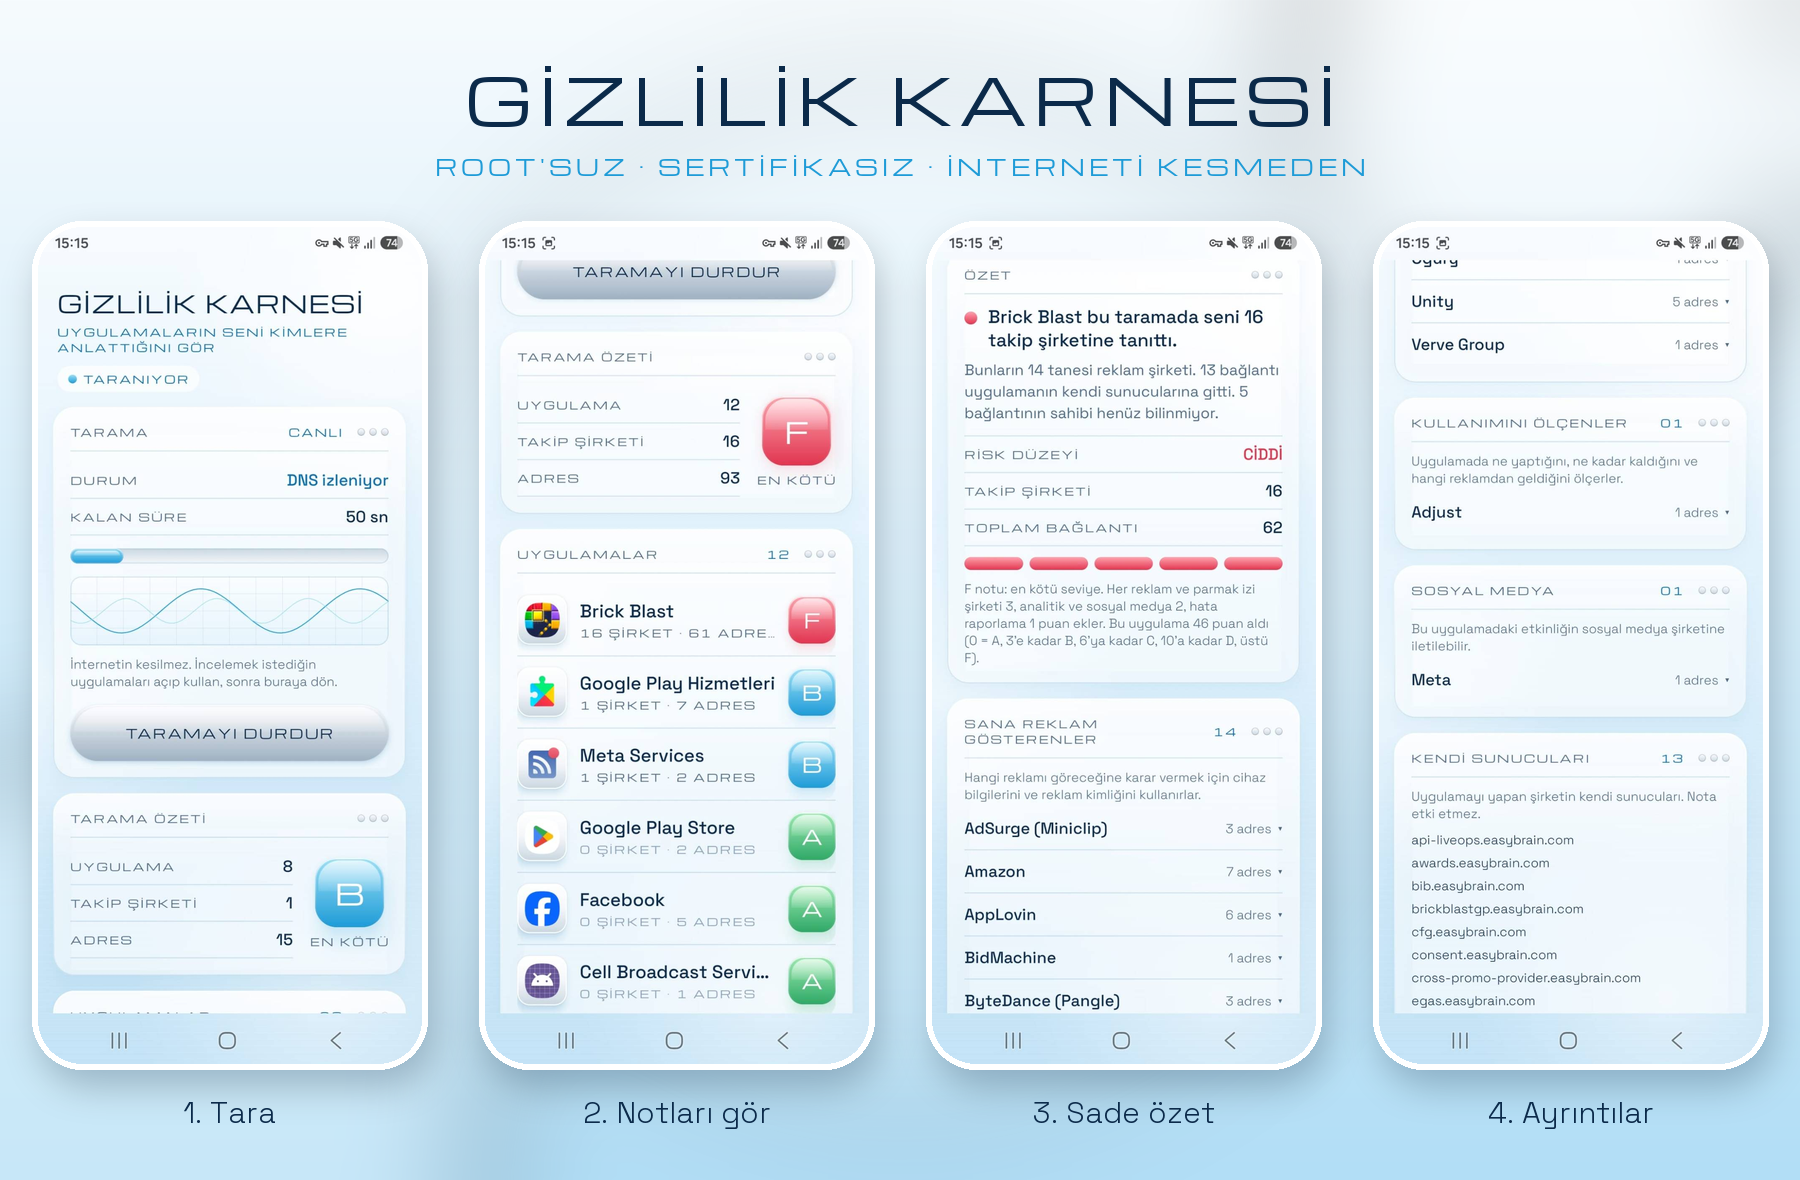 GİZLİLİK KARNESİ
ROOT'SUZ · SERTİFİKASIZ · İNTERNETİ KESMEDEN
15:15
74
GİZLİLİK KARNESİ
UYGULAMALARIN SENİ KİMLERE
ANLATTIĞINI GÖR
TARANIYOR
TARAMA CANLI
DURUM DNS izleniyor
KALAN SÜRE 50 sn
İnternetin kesilmez. İncelemek istediğin
uygulamaları açıp kullan, sonra buraya dön.
TARAMAYI DURDUR
TARAMA ÖZETİ
UYGULAMA 8
TAKİP ŞİRKETİ 1
ADRES 15
B
EN KÖTÜ
1. Tara
15:15
74
TARAMAYI DURDUR
TARAMA ÖZETİ
UYGULAMA 12
TAKİP ŞİRKETİ 16
ADRES 93
F
EN KÖTÜ
UYGULAMALAR 12
Brick Blast
16 ŞİRKET · 61 ADRE...
F
Google Play Hizmetleri
1 ŞİRKET · 7 ADRES
B
Meta Services
1 ŞİRKET · 2 ADRES
B
Google Play Store
0 ŞİRKET · 2 ADRES
A
Facebook
0 ŞİRKET · 5 ADRES
A
Cell Broadcast Servi...
0 ŞİRKET · 1 ADRES
A
2. Notları gör
15:15
74
ÖZET
Brick Blast bu taramada seni 16
takip şirketine tanıttı.
Bunların 14 tanesi reklam şirketi. 13 bağlantı
uygulamanın kendi sunucularına gitti. 5
bağlantının sahibi henüz bilinmiyor.
RİSK DÜZEYİ CİDDİ
TAKİP ŞİRKETİ 16
TOPLAM BAĞLANTI 62
F notu: en kötü seviye. Her reklam ve parmak izi
şirketi 3, analitik ve sosyal medya 2, hata
raporlama 1 puan ekler. Bu uygulama 46 puan aldı
(0 = A, 3'e kadar B, 6'ya kadar C, 10'a kadar D, üstü
F).
SANA REKLAM
GÖSTERENLER 14
Hangi reklamı göreceğine karar vermek için cihaz
bilgilerini ve reklam kimliğini kullanırlar.
AdSurge (Miniclip) 3 adres
Amazon 7 adres
AppLovin 6 adres
BidMachine 1 adres
ByteDance (Pangle) 3 adres
3. Sade özet
15:15
74
Unity 5 adres
Verve Group 1 adres
KULLANIMINI ÖLÇENLER 01
Uygulamada ne yaptığını, ne kadar kaldığını ve
hangi reklamdan geldiğini ölçerler.
Adjust 1 adres
SOSYAL MEDYA 01
Bu uygulamadaki etkinliğin sosyal medya şirketine
iletilebilir.
Meta 1 adres
KENDİ SUNUCULARI 13
Uygulamayı yapan şirketin kendi sunucuları. Nota
etki etmez.
api-liveops.easybrain.com
awards.easybrain.com
bib.easybrain.com
brickblastgp.easybrain.com
cfg.easybrain.com
consent.easybrain.com
cross-promo-provider.easybrain.com
egas.easybrain.com
4. Ayrıntılar